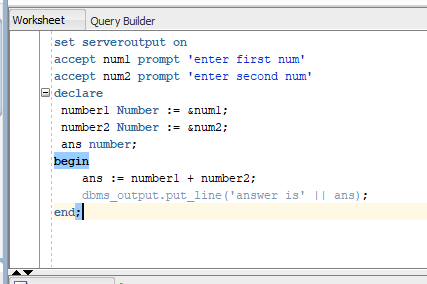 Worksheet Query Builder
set serveroutput on
accept num1 prompt 'enter first num'
accept num2 prompt 'enter second num'
declare
number1 Number := &num1;
number2 Number := &num2;
ans number;
begin
ans := number1 + number2;
dbms_output.put_line('answer is' || ans);
end;